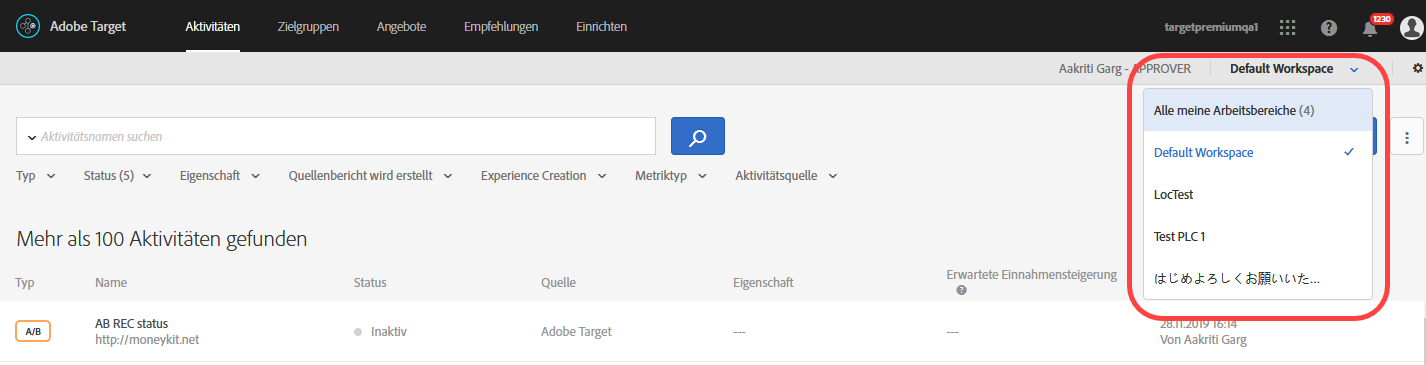 Adobe Target
Aktivitäten
Zielgruppen
Angebote
Empfehlungen
Einrichten
targetpremiumqa1
1230
Aakriti Garg - APPROVER
Default Workspace
Alle meine Arbeitsbereiche (4)
Default Workspace
LocTest
Test PLC 1
はじめよろしくお願いいた...
Aktivitätsnamen suchen
Typ
Status (5)
Eigenschaft
Quellenbericht wird erstellt
Experience Creation
Metriktyp
Aktivitätsquelle
Mehr als 100 Aktivitäten gefunden
Typ
Name
Status
Quelle
Eigenschaft
Erwartete Einnahmensteigerung
A/B
AB REC status
http://moneykit.net
Inaktiv
Adobe Target
---
---
28.11.2019 16:14
Von Aakriti Garg